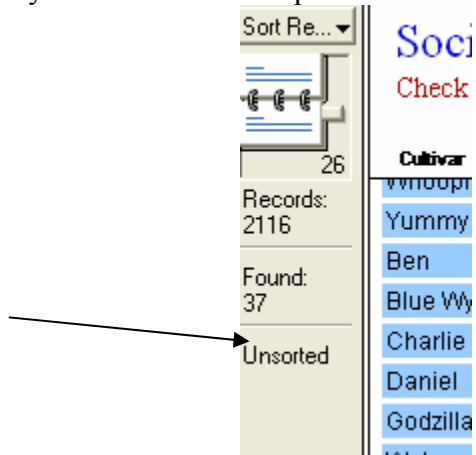 Sort Re...
26
Records:
2116
Found:
37
Unsorted
Soci
Check
Cultivar
Yummy
Ben
Blue Wy
Charlie
Daniel
Godzilla